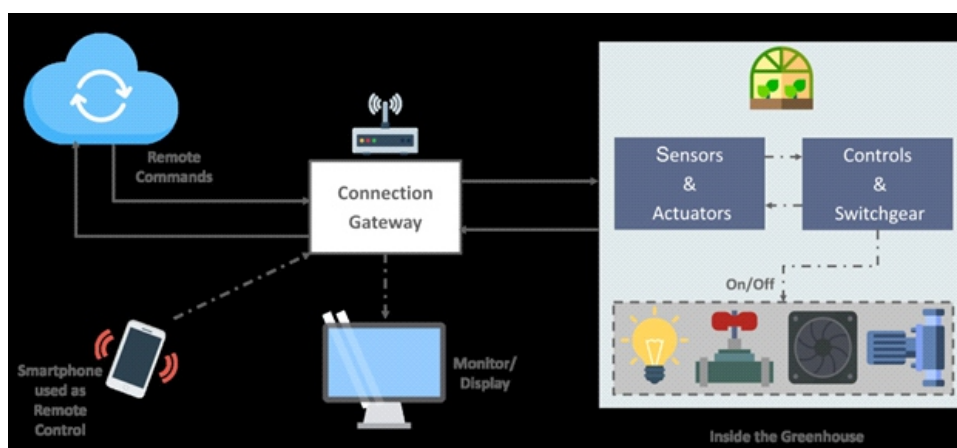 Remote
Commands
Connection
Gateway
Sensors
&
Actuators
Controls
&
Switchgear
On/Off
Smartphone
used as
Remote
Control
Monitor/
Display
Inside the Greenhouse